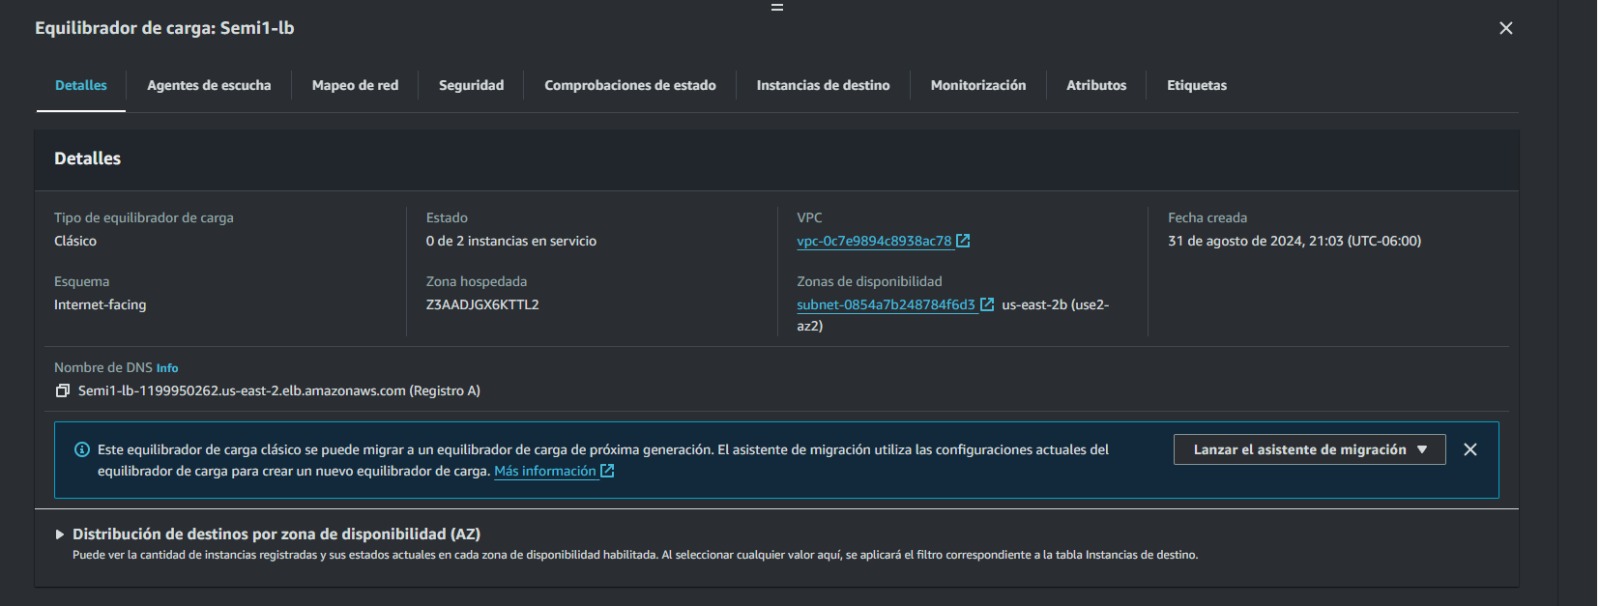 Equilibrador de carga: Semi1-lb
Detalles
Agentes de escucha
Mapeo de red
Seguridad
Comprobaciones de estado
Instancias de destino
Monitorización
Atributos
Etiquetas
Detalles
Tipo de equilibrador de carga
Clásico
Estado
0 de 2 instancias en servicio
VPC
vpc-0c7e9894c8938ac78
Fecha creada
31 de agosto de 2024, 21:03 (UTC-06:00)
Esquema
Internet-facing
Zona hospedada
Z3AADJGX6KTTL2
Zonas de disponibilidad
subnet-0854a7b248784f6d3 us-east-2b (use2-
az2)
Nombre de DNS Info
Semi1-lb-1199950262.us-east-2.elb.amazonaws.com (Registro A)
Este equilibrador de carga clásico se puede migrar a un equilibrador de carga de próxima generación. El asistente de migración utiliza las configuraciones actuales del
equilibrador de carga para crear un nuevo equilibrador de carga. Más información
Lanzar el asistente de migración
Distribución de destinos por zona de disponibilidad (AZ)
Puede ver la cantidad de instancias registradas y sus estados actuales en cada zona de disponibilidad habilitada. Al seleccionar cualquier valor aquí, se aplicará el filtro correspondiente a la tabla Instancias de destino.